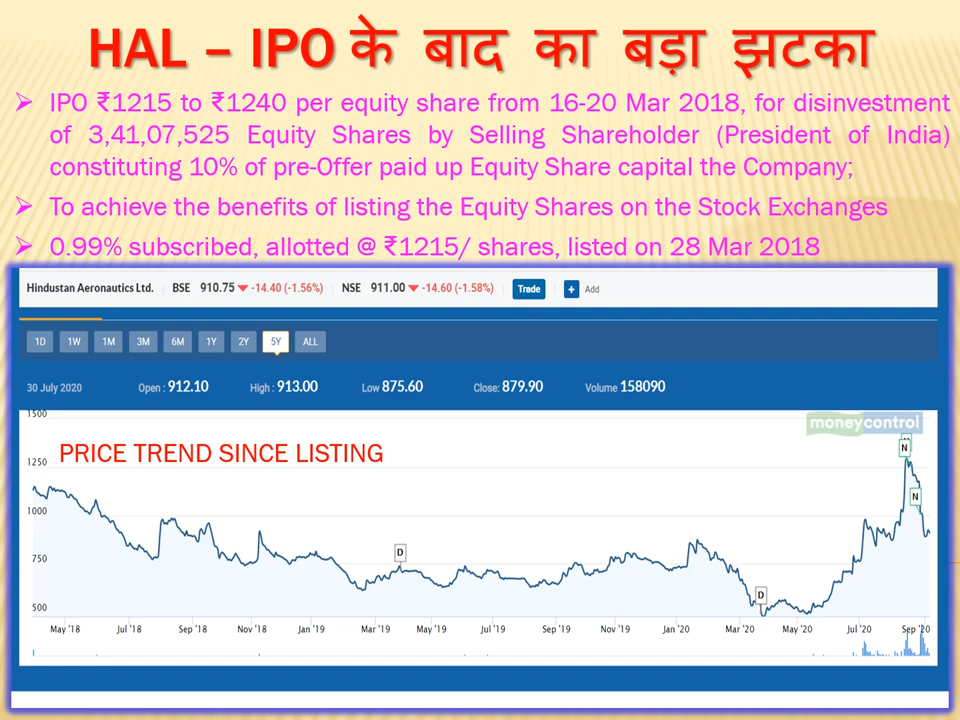 HAL – IPO के बाद का बड़ा झटका
➢ IPO ₹1215 to ₹1240 per equity share from 16-20 Mar 2018, for disinvestment
of 3,41,07,525 Equity Shares by Selling Shareholder (President of India)
constituting 10% of pre-Offer paid up Equity Share capital the Company;
➢ To achieve the benefits of listing the Equity Shares on the Stock Exchanges
➢ 0.99% subscribed, allotted @ ₹1215/ shares, listed on 28 Mar 2018
Hindustan Aeronautics Ltd. BSE 910.75 ▼ -14.40 (-1.56%) NSE 911.00 ▼ -14.60 (-1.58%) Trade + Add
1D 1W 1M 3M 6M 1Y 2Y 5Y ALL
30 July 2020 Open : 912.10 High : 913.00 Low 875.60 Close: 879.90 Volume 158090
1500
moneycontrol
PRICE TREND SINCE LISTING
N
1250
N
1000
750
D
D
500
May '18 Jul '18 Sep '18 Nov '18 Jan '19 Mar '19 May '19 Jul '19 Sep '19 Nov '19 Jan '20 Mar '20 May '20 Jul '20 Sep '20